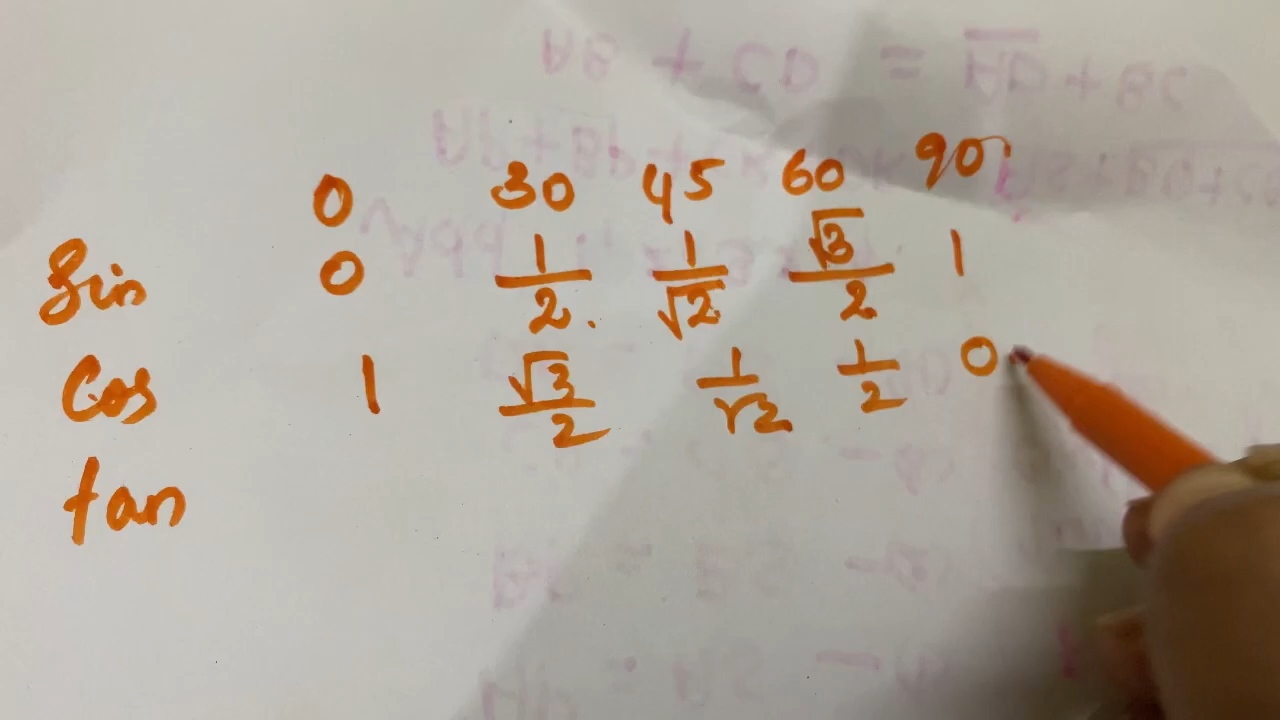 0 30 45 60 90
sin 0 1/2 1/√2 √3/2 1
Cos 1 √3/2 1/√2 1/2 0
tan